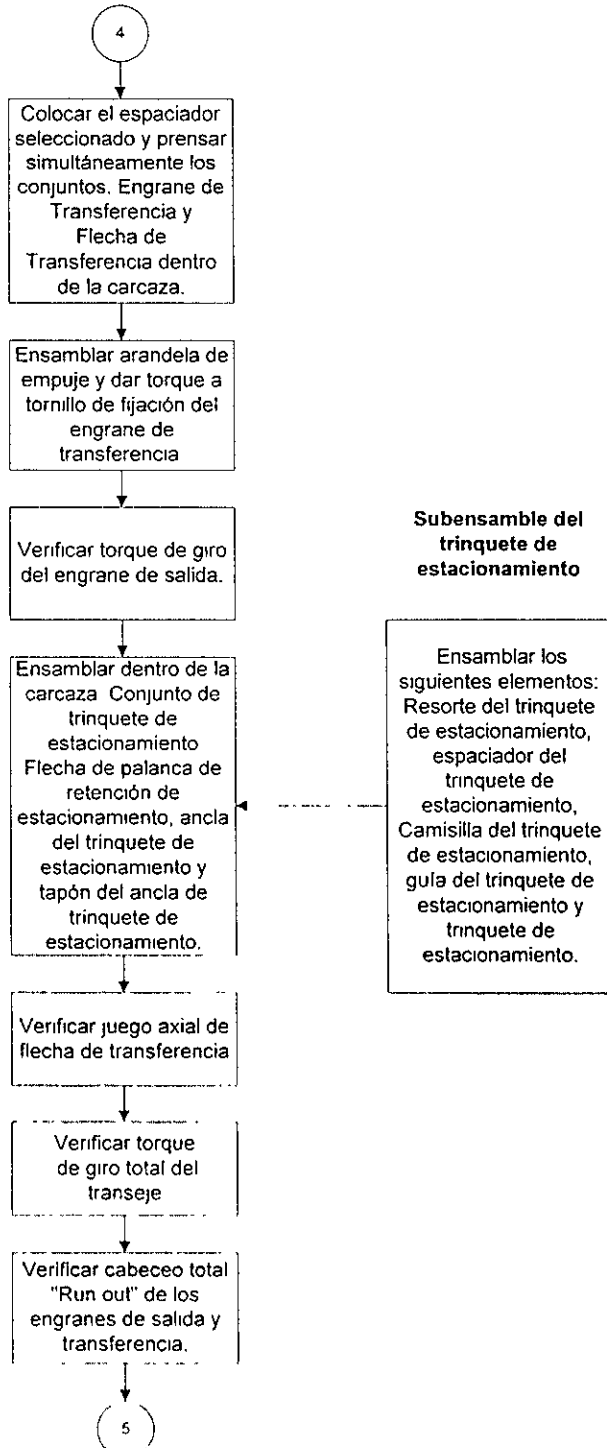 4
Colocar el espaciador
seleccionado y prensar
simultáneamente los
conjuntos. Engrane de
Transferencia y
Flecha de
Transferencia dentro
de la carcaza.
Ensamblar arandela de
empuje y dar torque a
tornillo de fijación del
engrane de
transferencia
Verificar torque de giro
del engrane de salida.
Ensamblar dentro de la
carcaza Conjunto de
trinquete de
estacionamiento
Flecha de palanca de
retención de
estacionamiento, ancla
del trinquete de
estacionamiento y
tapón del ancla de
trinquete de
estacionamiento.
Subensamble del
trinquete de
estacionamiento
Ensamblar los
siguientes elementos:
Resorte del trinquete
de estacionamiento,
espaciador del
trinquete de
estacionamiento,
Camisilla del trinquete
de estacionamiento,
guía del trinquete de
estacionamiento y
trinquete de
estacionamiento.
Verificar juego axial de
flecha de transferencia
Verificar torque
de giro total del
transeje
Verificar cabeceo total
"Run out" de los
engranes de salida y
transferencia.
5